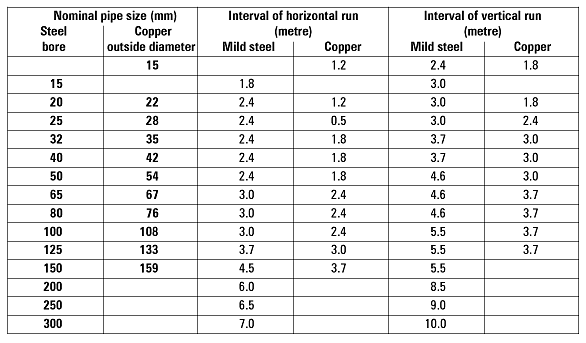 Nominal pipe size (mm) Interval of horizontal run Interval of vertical run
Steel Copper (metre) (metre)
bore outside diameter Mild steel Copper Mild steel Copper
15 1.2 2.4 1.8
15 1.8 3.0
20 22 2.4 1.2 3.0 1.8
25 28 2.4 0.5 3.0 2.4
32 35 2.4 1.8 3.7 3.0
40 42 2.4 1.8 3.7 3.0
50 54 2.4 1.8 4.6 3.0
65 67 3.0 2.4 4.6 3.7
80 76 3.0 2.4 4.6 3.7
100 108 3.0 2.4 5.5 3.7
125 133 3.7 3.0 5.5 3.7
150 159 4.5 3.7 5.5
200 6.0 8.5
250 6.5 9.0
300 7.0 10.0